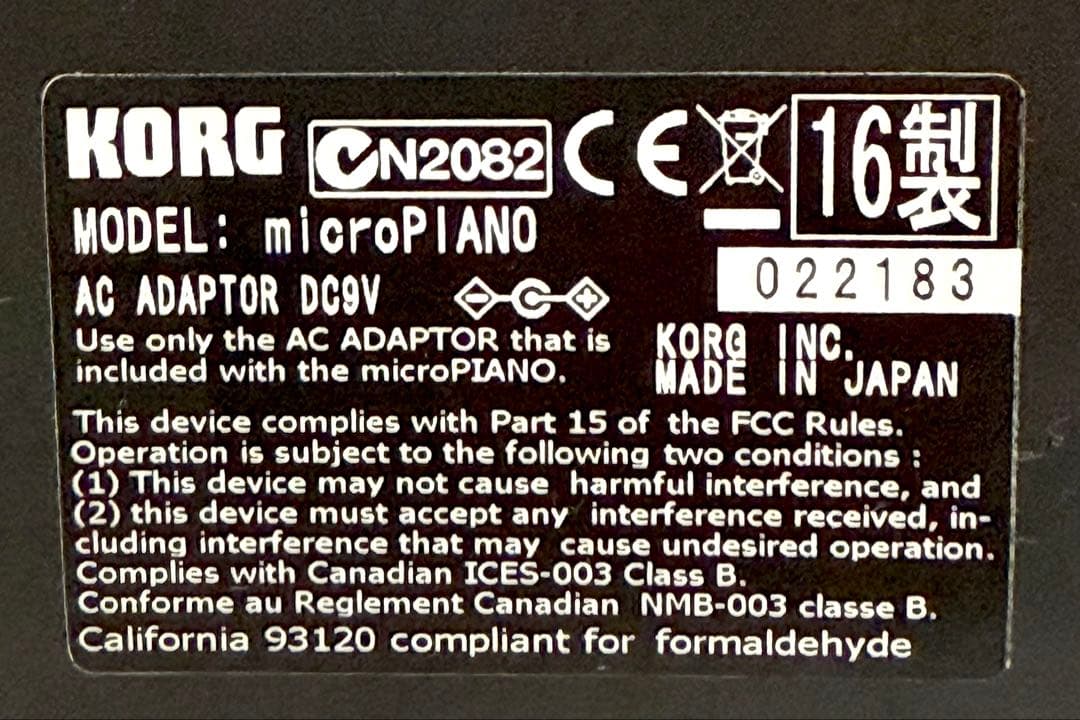 KORG N2082 CE 16製
MODEL: microPIANO
022183
AC ADAPTOR DC9V
Use only the AC ADAPTOR that is
included with the microPIANO.
KORG INC.
MADE IN JAPAN
This device complies with Part 15 of the FCC Rules.
Operation is subject to the following two conditions :
(1) This device may not cause harmful interference, and
(2) this device must accept any interference received, in-
cluding interference that may cause undesired operation.
Complies with Canadian ICES-003 Class B.
Conforme au Reglement Canadian NMB-003 classe B.
California 93120 compliant for formaldehyde